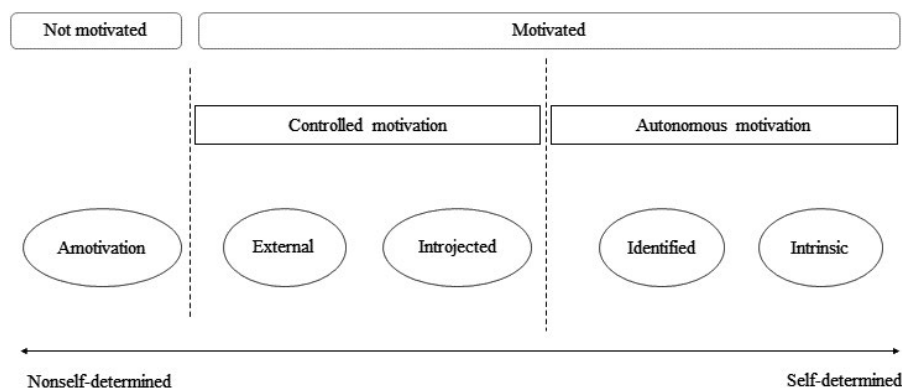 Not motivated
Motivated
Controlled motivation
Autonomous motivation
Amotivation
External
Introjected
Identified
Intrinsic
Nonself-determined
Self-determined